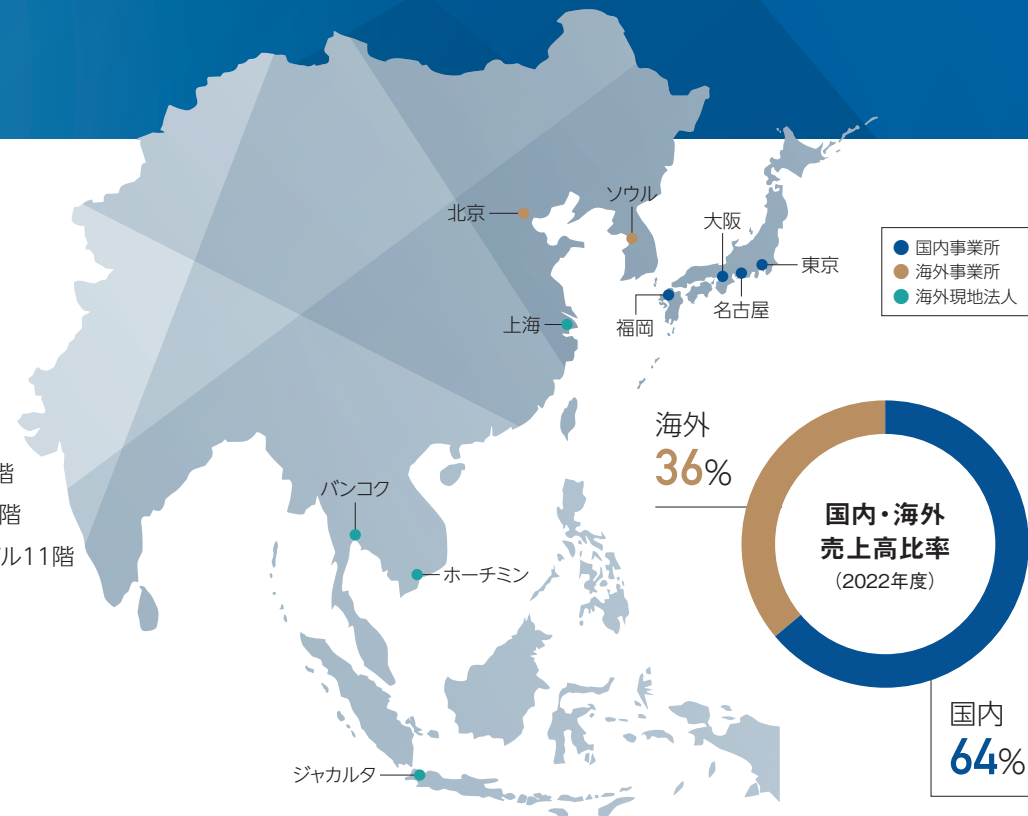 ソウル
北京
大阪
東京
名古屋
福岡
上海
国内事業所
海外事業所
海外現地法人
海外
36%
国内・海外
売上高比率
(2022年度)
国内
64%
階
階
ル11階
バンコク
ホーチミン
ジャカルタ